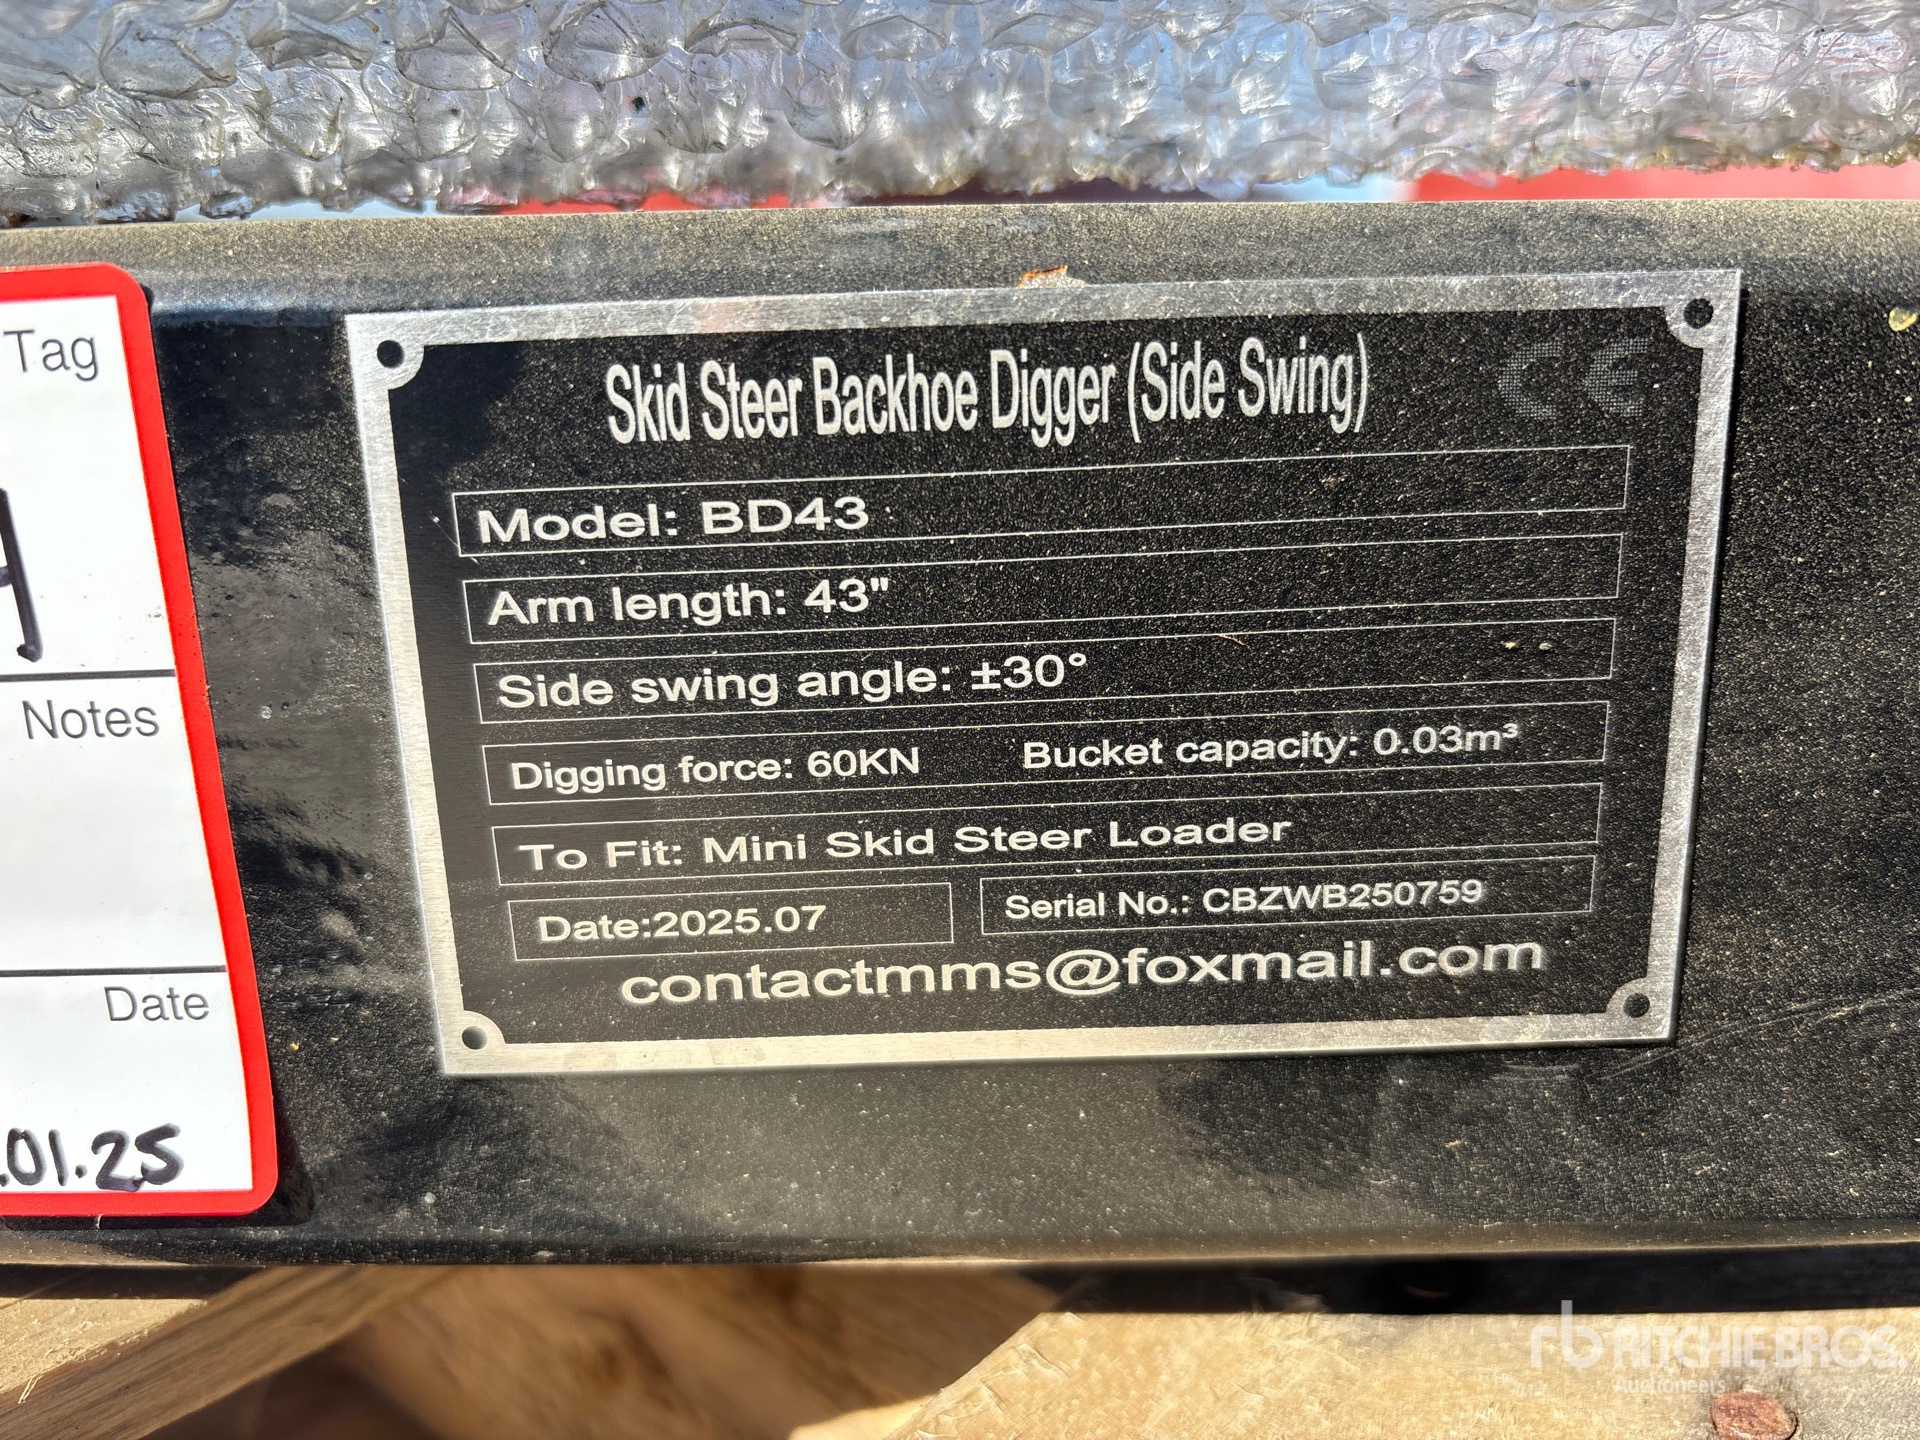 Tag
Notes
Date
.01.25
Skid Steer Backhoe Digger (Side Swing)
CE
Model: BD43
Arm length: 43"
Side swing angle: ±30°
Digging force: 60KN Bucket capacity: 0.03m³
To Fit: Mini Skid Steer Loader
Date:2025.07 Serial No.: CBZWB250759
contactmms@foxmail.com
rb RITCHIE BROS.
Auctioneers